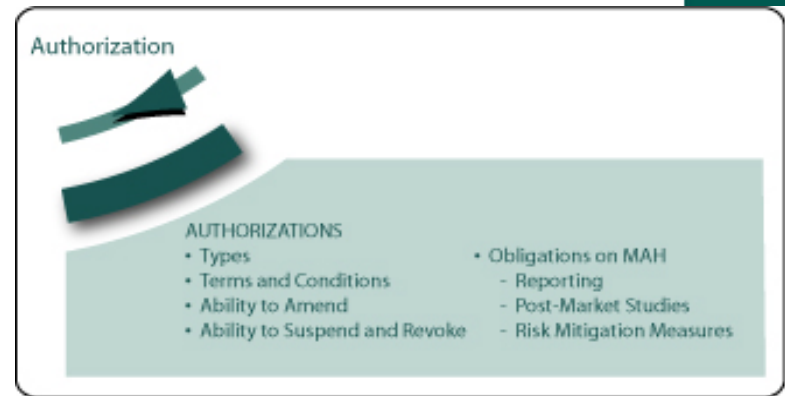 Authorization
AUTHORIZATIONS
• Types
• Terms and Conditions
• Ability to Amend
• Ability to Suspend and Revoke
• Obligations on MAH
- Reporting
- Post-Market Studies
- Risk Mitigation Measures